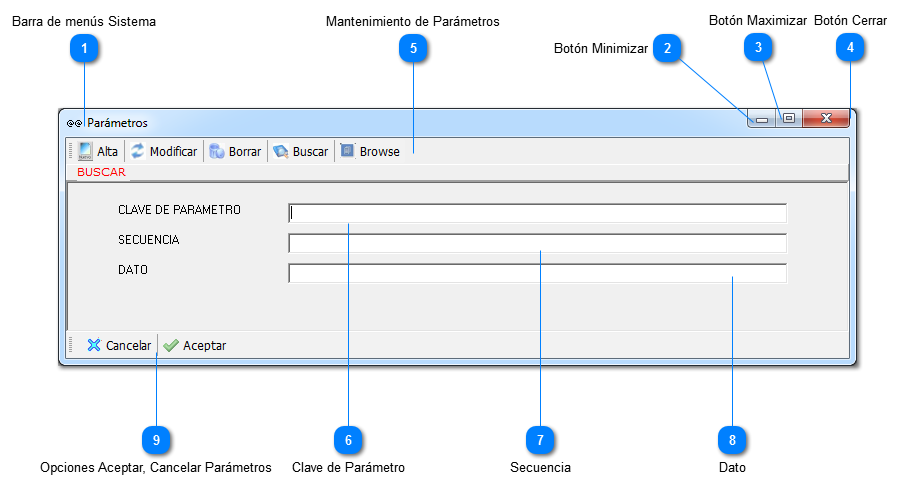 Barra de menús Sistema
Mantenimiento de Parámetros
Botón Maximizar
Botón Cerrar
Botón Minimizar
1
5
2
3
4
Parámetros
Alta
Modificar
Borrar
Buscar
Browse
BUSCAR
CLAVE DE PARAMETRO
SECUENCIA
DATO
Cancelar
Aceptar
9
6
7
8
Opciones Aceptar, Cancelar Parámetros
Clave de Parámetro
Secuencia
Dato